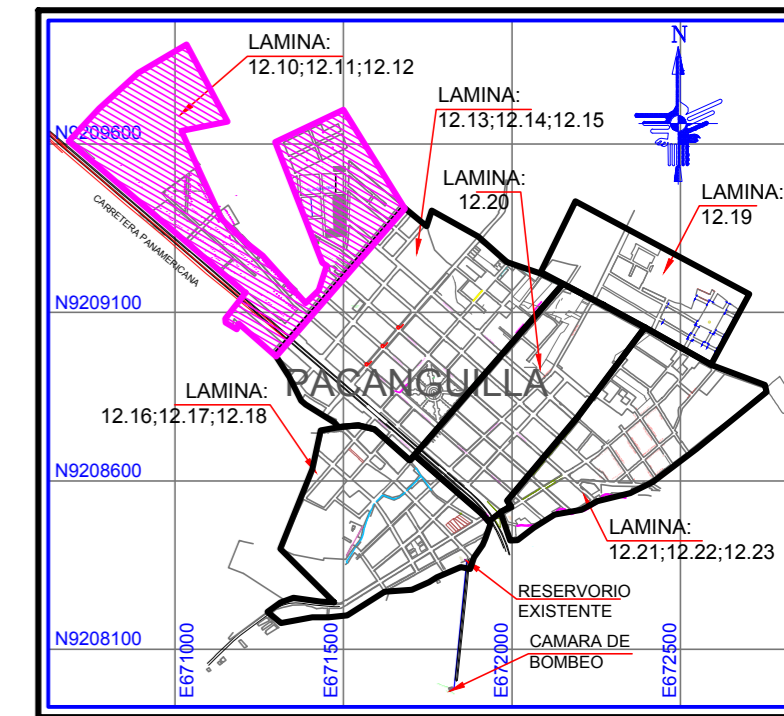 LAMINA:
12.10;12.11;12.12
N
LAMINA:
12.13;12.14;12.15
N9209600
LAMINA:
12.20
LAMINA:
12.19
CARRETERA PANAMERICANA
N9209100
PACANGUILLA
LAMINA:
12.16;12.17;12.18
N9208600
LAMINA:
12.21;12.22;12.23
RESERVORIO
EXISTENTE
N9208100
CAMARA DE
BOMBEO
E671000
E671500
E672000
E672500